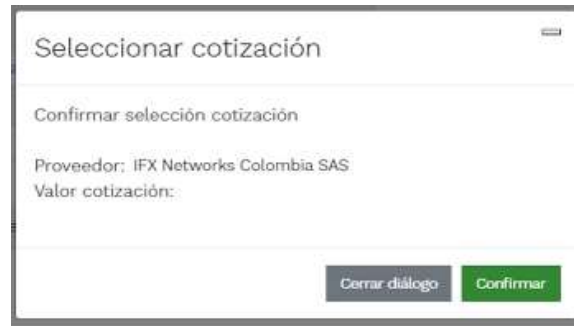 Seleccionar cotización
Confirmar selección cotización
Proveedor: IFX Networks Colombia SAS
Valor cotización:
Cerrar diálogo
Confirmar